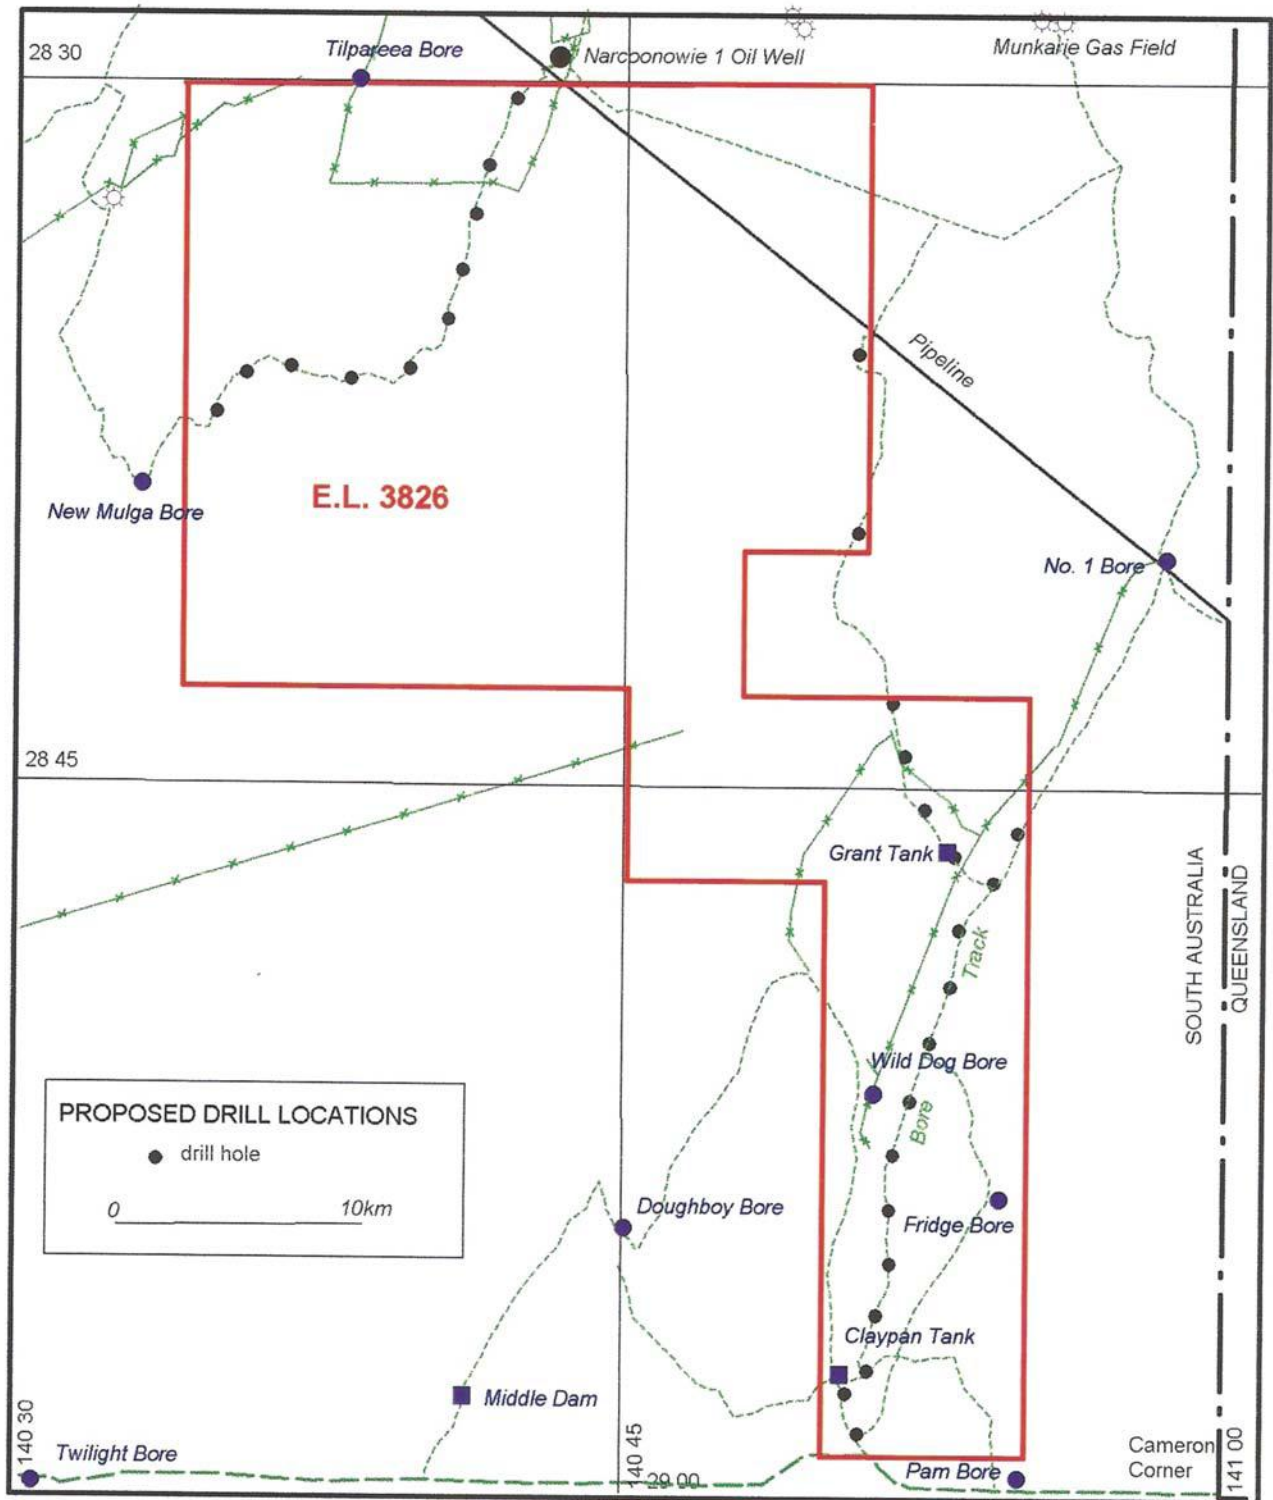 28 30
Tilpareea Bore
Narcoonowie 1 Oil Well
Munkarie Gas Field
Pipeline
E.L. 3826
New Mulga Bore
No. 1 Bore
28 45
Grant Tank
Track
SOUTH AUSTRALIA
QUEENSLAND
Wild Dog Bore
Bore
PROPOSED DRILL LOCATIONS
drill hole
0 10km
Doughboy Bore
Fridge Bore
Claypan Tank
Middle Dam
140 30
Twilight Bore
140 45
29 00
Pam Bore
Cameron
Corner
141 00